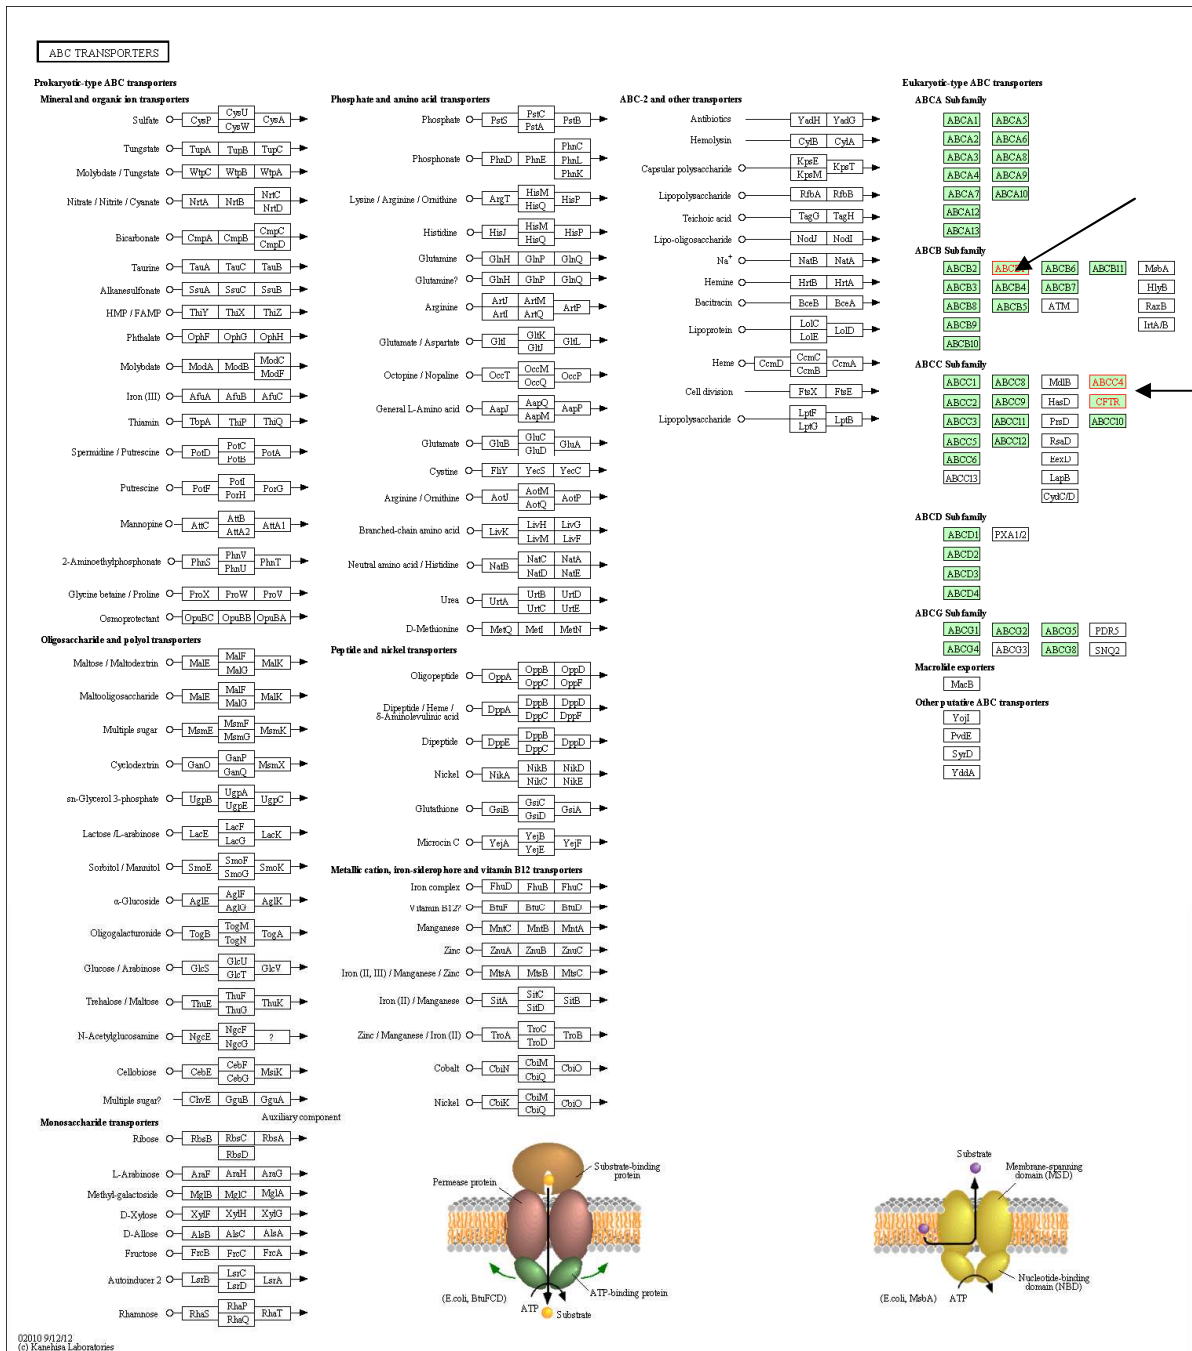 ABC TRANSPORTERS
Prokaryotic-type ABC transporters
Mineral and organic ion transporters
Sulfate CysP CysU CysW CysA
Tungstate TupA TupB TupC
Molybdate / Tungstate WtpC WtpB WtpA
Nitrate / Nitrite / Cyanate NrtA NrtB NrtC NrtD
Bicarbonate CmpA CmpB CmpC CmpD
Taurine TauA TauC TauB
Alkanesulfonate SsuA SsuC SsuB
HMP / FAMP ThiY ThiX ThiZ
Phthalate OphF OphG OphH
Molybdate ModA ModB ModC ModF
Iron (III) AfuA AfuB AfuC
Thiamin TbpA ThiP ThiQ
Spermidine / Putrescine PotD PotC PotB PotA
Putrescine PotF PotI PotH PotG
Mannopine AttC AttB AttA2 AttA1
2-Aminoethylphosphonate PhnS PhnV PhnU PhnT
Glycine betaine / Proline ProX ProW ProV
Osmoprotectant OpuBC OpuBB OpuBA
Oligosaccharide and polyol transporters
Maltose / Maltodextrin MalE MalF MalG MalK
Maltooligosaccharide MalE MalF MalG MalK
Multiple sugar MsmE MsmF MsmG MsmK
Cyclodextrin GanO GanP GanQ MsmX
sn-Glycerol 3-phosphate UgpB UgpA UgpE UgpC
Lactose /L-arabinose LacE LacF LacG LacK
Sorbitol / Mannitol SmoE SmoF SmoG SmoK
α-Glucoside AglE AglF AglG AglK
Oligogalacturonide TogB TogM TogN TogA
Glucose / Arabinose GlcS GlcU GlcT GlcV
Trehalose / Maltose ThuE ThuF ThuG ThuK
N-Acetylglucosamine NgcE NgcF NgcG ?
Cellobiose CebE CebF CebG MsiK
Multiple sugar? ChvE GguB GguA
Auxiliary component
Monosaccharide transporters
Ribose RbsB RbsC RbsA
RbsD
L-Arabinose AraF AraH AraG
Methyl-galactoside MglB MglC MglA
D-Xylose XylF XylH XylG
D-Allose AlsB AlsC AlsA
Fructose FrcB FrcC FrcA
Autoinducer 2 LsrB LsrC LsrD LsrA
Rhamnose RhaS RhaP RhaQ RhaT
02010 9/12/12
(c) Kanehisa Laboratories
Phosphate and amino acid transporters
Phosphate PstS PstC PstA PstB
Phosphonate PhnD PhnE PhnC PhnL PhnK
Lysine / Arginine / Ornithine ArgT HisM HisQ HisP
Histidine HisJ HisM HisQ HisP
Glutamine GlnH GlnP GlnQ
Glutamine? GlnH GlnP GlnQ
Arginine ArtJ ArtI ArtM ArtQ ArtP
Glutamate / Aspartate GltI GltK GltJ GltL
Octopine / Nopaline OccT OccM OccQ OccP
General L-Amino acid AapJ AapQ AapM AapP
Glutamate GluB GluC GluD GluA
Cystine FliY YecS YecC
Arginine / Ornithine AotJ AotM AotQ AotP
Branched-chain amino acid LivK LivH LivM LivG LivF
Neutral amino acid / Histidine NatB NatC NatD NatA NatE
Urea UrtA UrtB UrtC UrtD UrtE
D-Methionine MetQ MetI MetN
Peptide and nickel transporters
Oligopeptide OppA OppB OppC OppD OppF
Dipeptide / Heme /
δ-Aminolevulinic acid DppA DppB DppC DppD DppF
Dipeptide DppE DppB DppC DppD
Nickel NikA NikB NikC NikD NikE
Glutathione GsiB GsiC GsiD GsiA
Microcin C YejA YejB YejE YejF
Metallic cation, iron-siderophore and vitamin B12 transporters
Iron complex FhuD FhuB FhuC
Vitamin B12? BtuF BtuC BtuD
Manganese MntC MntB MntA
Zinc ZnuA ZnuB ZnuC
Iron (II, III) / Manganese / Zinc MtsA MtsB MtsC
Iron (II) / Manganese SitA SitC SitD SitB
Zinc / Manganese / Iron (II) TroA TroC TroD TroB
Cobalt CbiN CbiM CbiQ CbiO
Nickel CbiK CbiM CbiQ CbiO
Substrate-binding
protein
Permease protein
ATP-binding protein
(E.coli, BtuFCD)
ATP
Substrate
ABC-2 and other transporters
Antibiotics YadH YadG
Hemolysin CylB CylA
Capsular polysaccharide KpsE KpsM KpsT
Lipopolysaccharide RfbA RfbB
Teichoic acid TagG TagH
Lipo-oligosaccharide NodJ NodI
Na+ NatB NatA
Hemine HrtB HrtA
Bacitracin BceB BceA
Lipoprotein LolC LolE LolD
Heme CcmD CcmC CcmB CcmA
Cell division FtsX FtsE
Lipopolysaccharide LptF LptG LptB
Eukaryotic-type ABC transporters
ABCA Subfamily
ABCA1 ABCA5
ABCA2 ABCA6
ABCA3 ABCA8
ABCA4 ABCA9
ABCA7 ABCA10
ABCA12
ABCA13
ABCB Subfamily
ABCB2 ABCB6 ABCB11 MsbA
ABCB3 ABCB4 ABCB7 HlyB
ABCB8 ABCB5 ATM RaxB
ABCB9 IrtA/B
ABCB10
ABCC Subfamily
ABCC1 ABCC8 MdlB ABCC4
ABCC2 ABCC9 HasD CFTR
ABCC3 ABCC11 PrsD ABCC10
ABCC5 ABCC12 RsaD
ABCC6 EexD
ABCC13 LapB
CydC/D
ABCD Subfamily
ABCD1 PXA1/2
ABCD2
ABCD3
ABCD4
ABCG Subfamily
ABCG1 ABCG2 ABCG5 PDR5
ABCG4 ABCG3 ABCG8 SNQ2
Macrolide exporters
MacB
Other putative ABC transporters
YojI
PvdE
SyrD
YddA
Substrate
Membrane-spanning
domain (MSD)
Nucleotide-binding
domain (NBD)
(E.coli, MsbA)
ATP